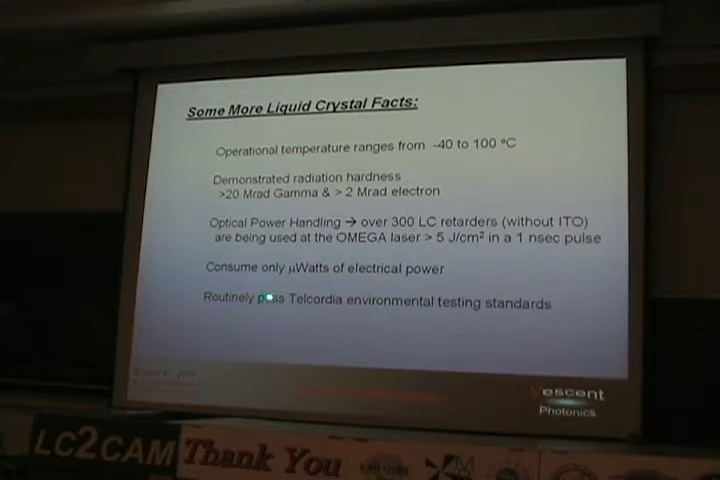 Some More Liquid Crystal Facts:
Operational temperature ranges from -40 to 100 ºC
Demonstrated radiation hardness
>20 Mrad Gamma & > 2 Mrad electron
Optical Power Handling → over 300 LC retarders (without ITO)
are being used at the OMEGA laser > 5 J/cm² in a 1 nsec pulse
Consume only µWatts of electrical power
Routinely pass Telcordia environmental testing standards
Vescent
Photonics
LC2CAM
Thank You